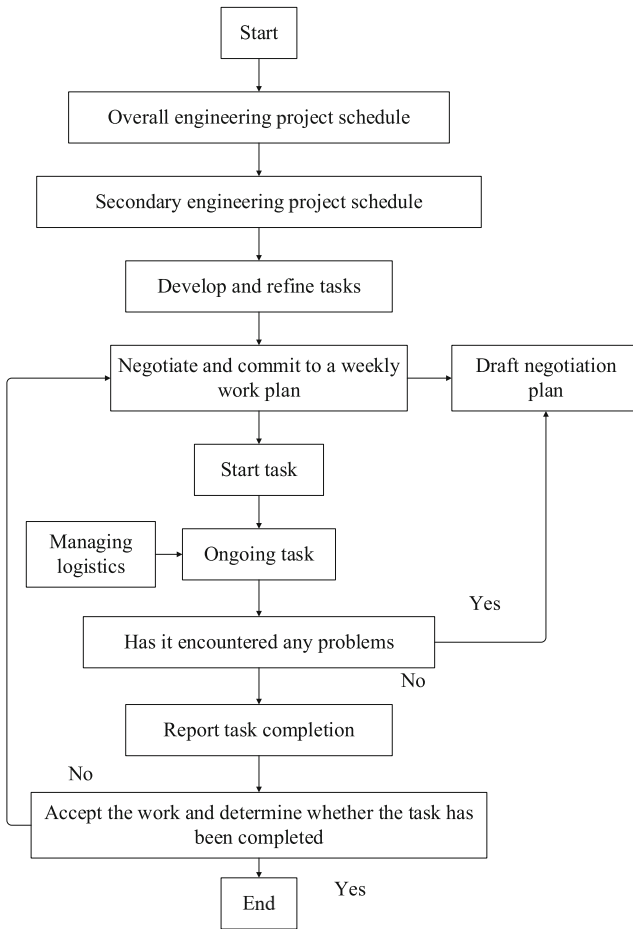 Start
Overall engineering project schedule
Secondary engineering project schedule
Develop and refine tasks
Negotiate and commit to a weekly
work plan
Draft negotiation
plan
Start task
Managing
logistics
Ongoing task
Yes
Has it encountered any problems
No
Report task completion
No
Accept the work and determine whether the task has
been completed
Yes
End